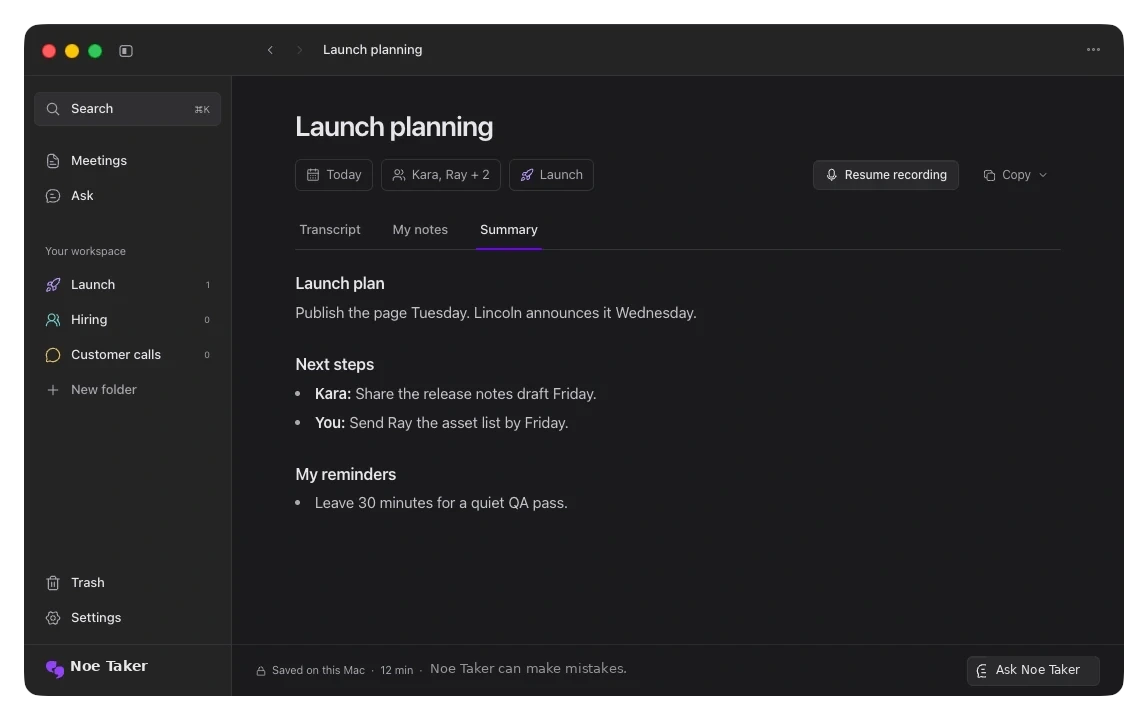 Launch planning
Search ⌘K
Meetings
Ask
Your workspace
Launch 1
Hiring 0
Customer calls 0
New folder
Trash
Settings
Noe Taker
Launch planning
Today
Kara, Ray + 2
Launch
Resume recording
Copy
Transcript
My notes
Summary
Launch plan
Publish the page Tuesday. Lincoln announces it Wednesday.
Next steps
• Kara: Share the release notes draft Friday.
• You: Send Ray the asset list by Friday.
My reminders
• Leave 30 minutes for a quiet QA pass.
Saved on this Mac · 12 min · Noe Taker can make mistakes.
Ask Noe Taker